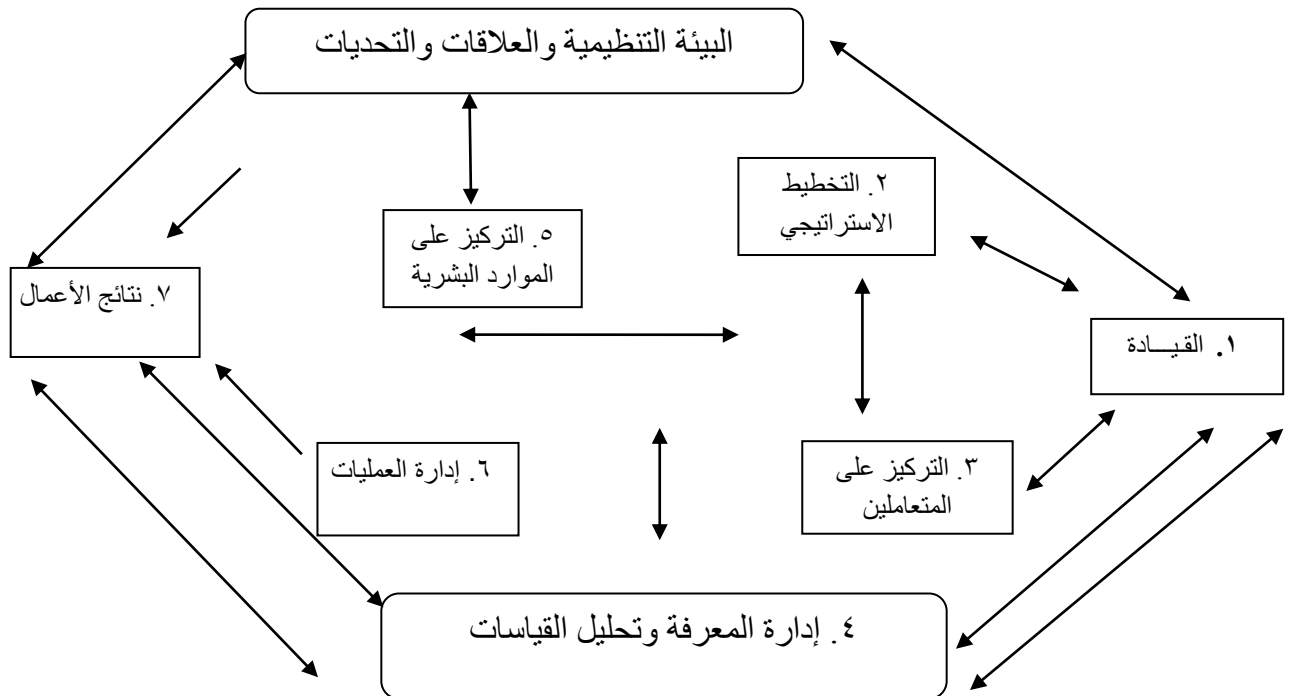 البيئة التنظيمية والعلاقات والتحديات
٢. التخطيط
الاستراتيجي
٥. التركيز على
الموارد البشرية
٧. نتائج الأعمال
١. القيـــادة
٣. التركيز على
المتعاملين
٦. إدارة العمليات
٤. إدارة المعرفة وتحليل القياسات